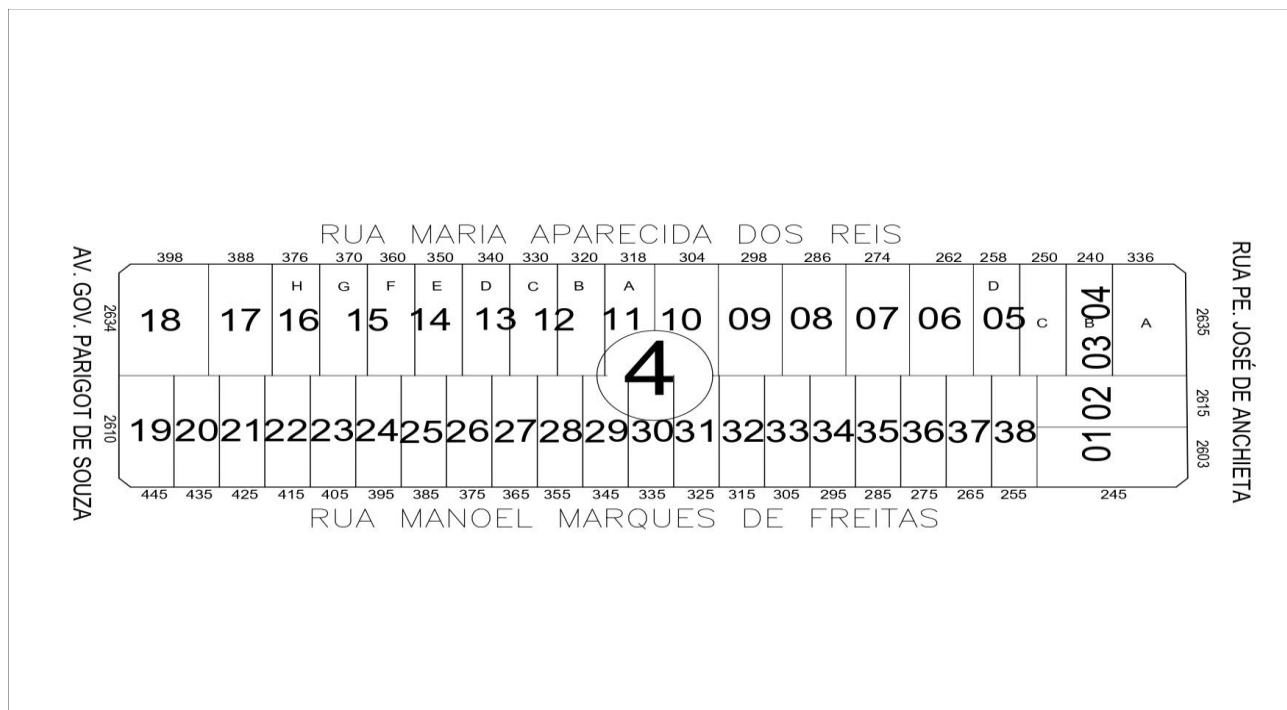 RUA MARIA APARECIDA DOS REIS
398 388 376 370 360 350 340 330 320 318 304 298 286 274 262 258 250 240 336
H G F E D C B A D C B A
18 17 16 15 14 13 12 11 10 09 08 07 06 05 03 04
2634 2635
4
19 20 21 22 23 24 25 26 27 28 29 30 31 32 33 34 35 36 37 38 01 02
2610 2615 2603
445 435 425 415 405 395 385 375 365 355 345 335 325 315 305 295 285 275 265 255 245
RUA MANOEL MARQUES DE FREITAS
AV. GOV. PARIGOT DE SOUZA
RUA PE. JOSÉ DE ANCHIETA